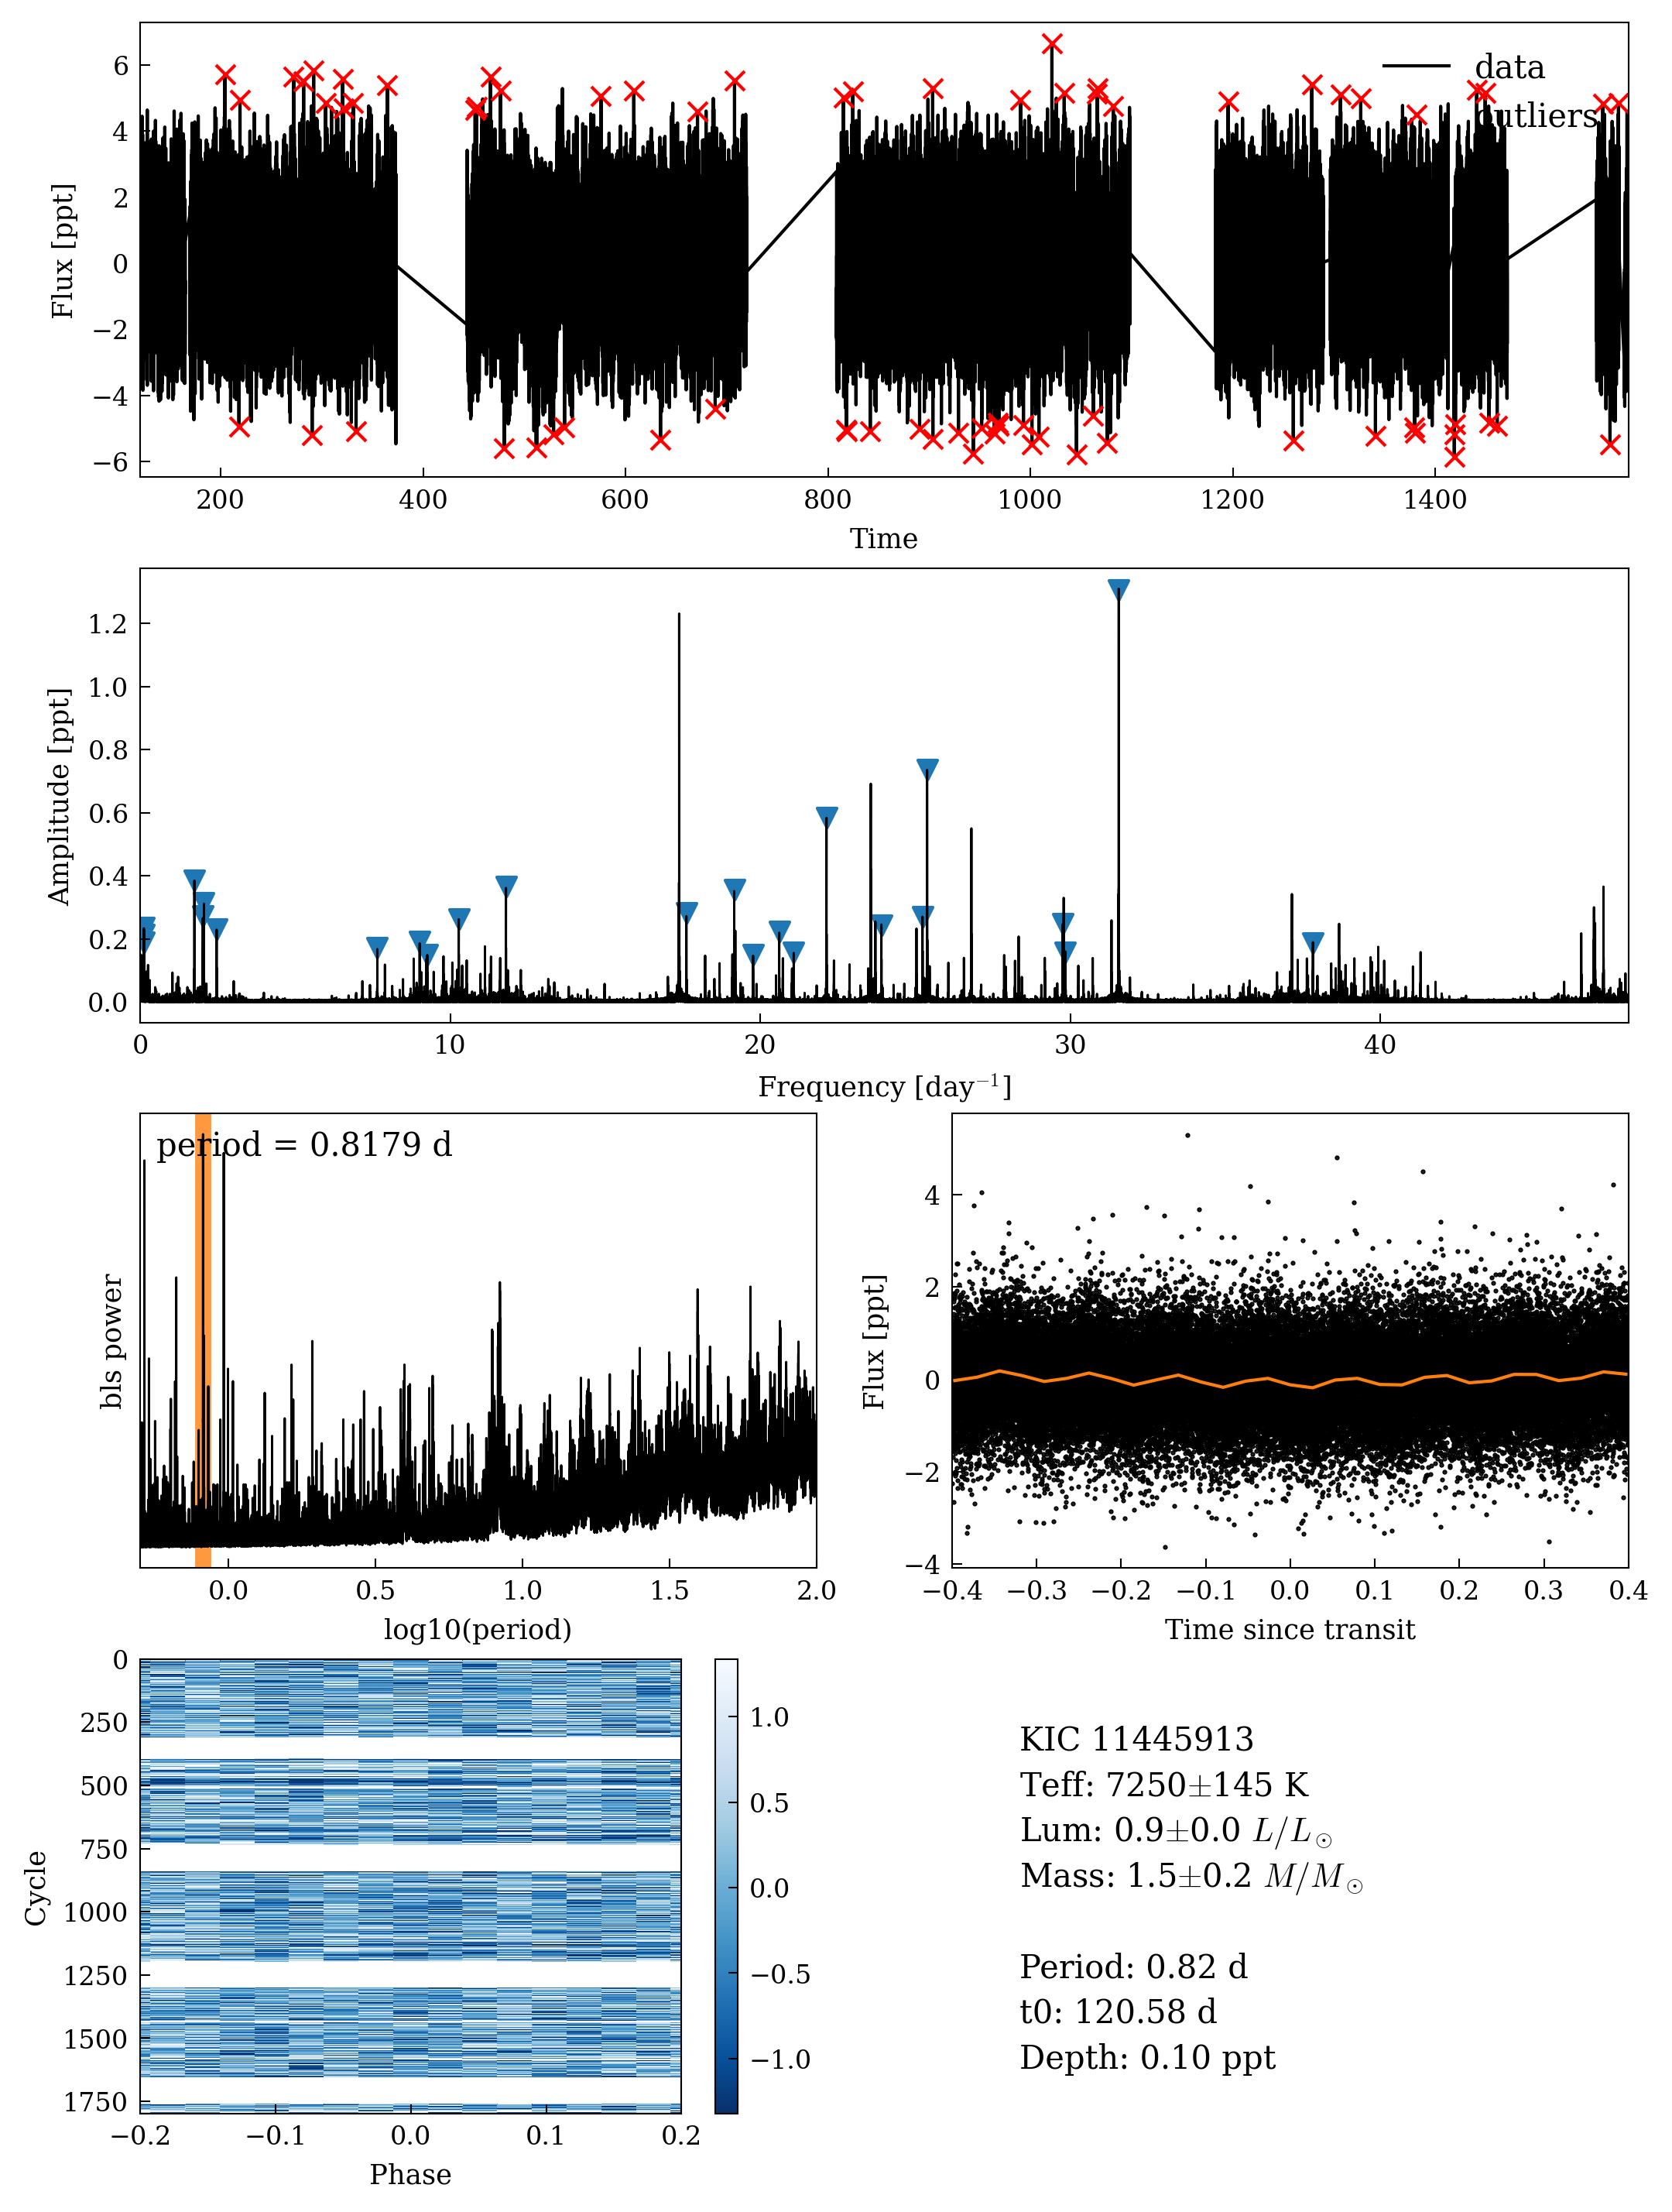 6
4
2
0
−2
−4
−6
Flux [ppt]
data
outliers
200 400 600 800 1000 1200 1400
Time
1.2
1.0
0.8
0.6
0.4
0.2
0.0
Amplitude [ppt]
0 10 20 30 40
Frequency [day⁻¹]
period = 0.8179 d
bls power
0.0 0.5 1.0 1.5 2.0
log10(period)
4
2
0
−2
−4
Flux [ppt]
−0.4 −0.3 −0.2 −0.1 0.0 0.1 0.2 0.3 0.4
Time since transit
0
250
500
750
1000
1250
1500
1750
Cycle
−0.2 −0.1 0.0 0.1 0.2
Phase
1.0
0.5
0.0
−0.5
−1.0
KIC 11445913
Teff: 7250±145 K
Lum: 0.9±0.0 L/L⊙
Mass: 1.5±0.2 M/M⊙
Period: 0.82 d
t0: 120.58 d
Depth: 0.10 ppt